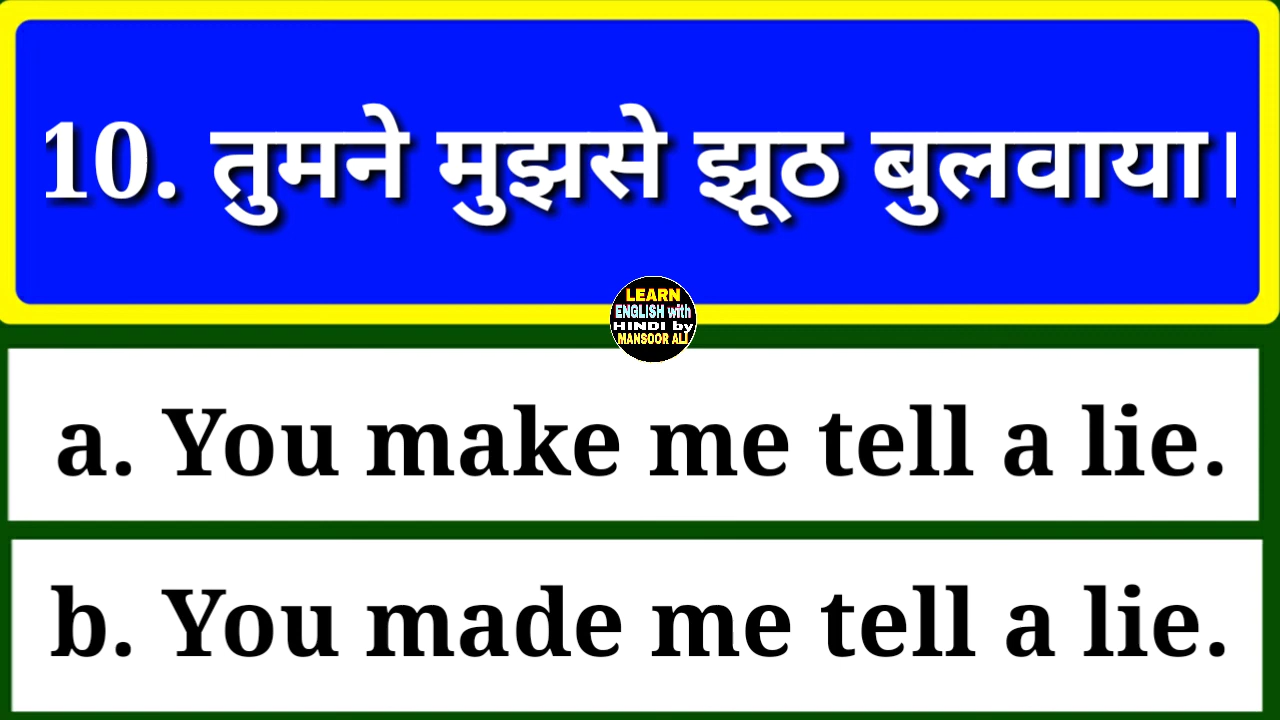 10. तुमने मुझसे झूठ बुलवाया।
LEARN
ENGLISH with
HINDI by
MANSOOR ALI
a. You make me tell a lie.
b. You made me tell a lie.